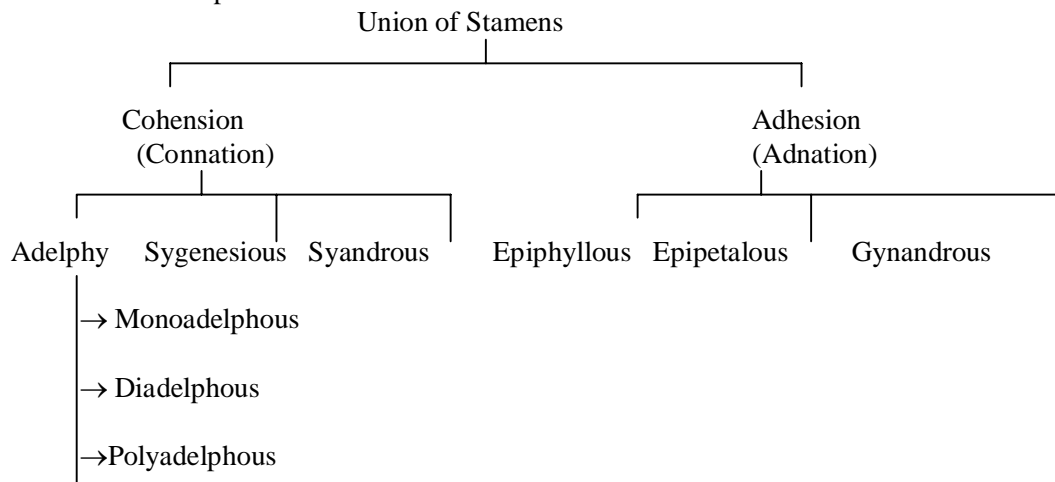 Union of Stamens
Cohension Adhesion
(Connation) (Adnation)
Adelphy Sygenesious Syandrous Epiphyllous Epipetalous Gynandrous
→ Monoadelphous
→ Diadelphous
→Polyadelphous